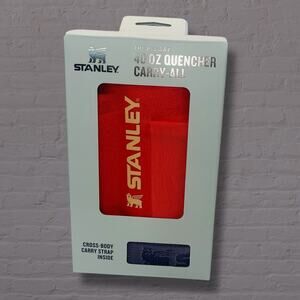 STANLEY
40 OZ QUENCHER
CARRY-ALL
STANLEY
CROSS-BODY
CARRY STRAP
INSIDE